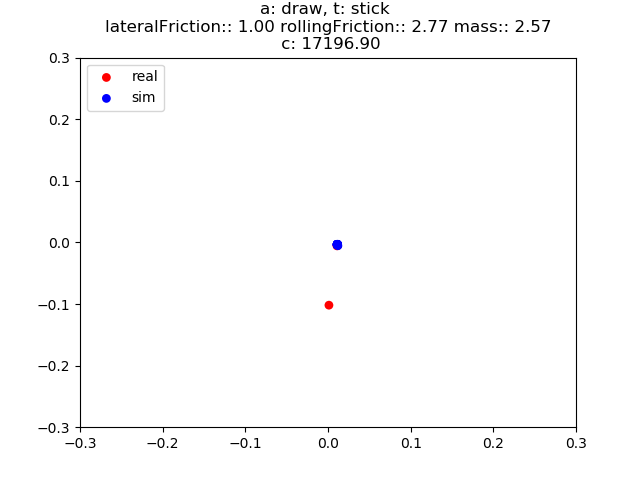 a: draw, t: stick
lateralFriction:: 1.00 rollingFriction:: 2.77 mass:: 2.57
c: 17196.90
real
sim
0.3
0.2
0.1
0.0
−0.1
−0.2
−0.3
−0.3
−0.2
−0.1
0.0
0.1
0.2
0.3